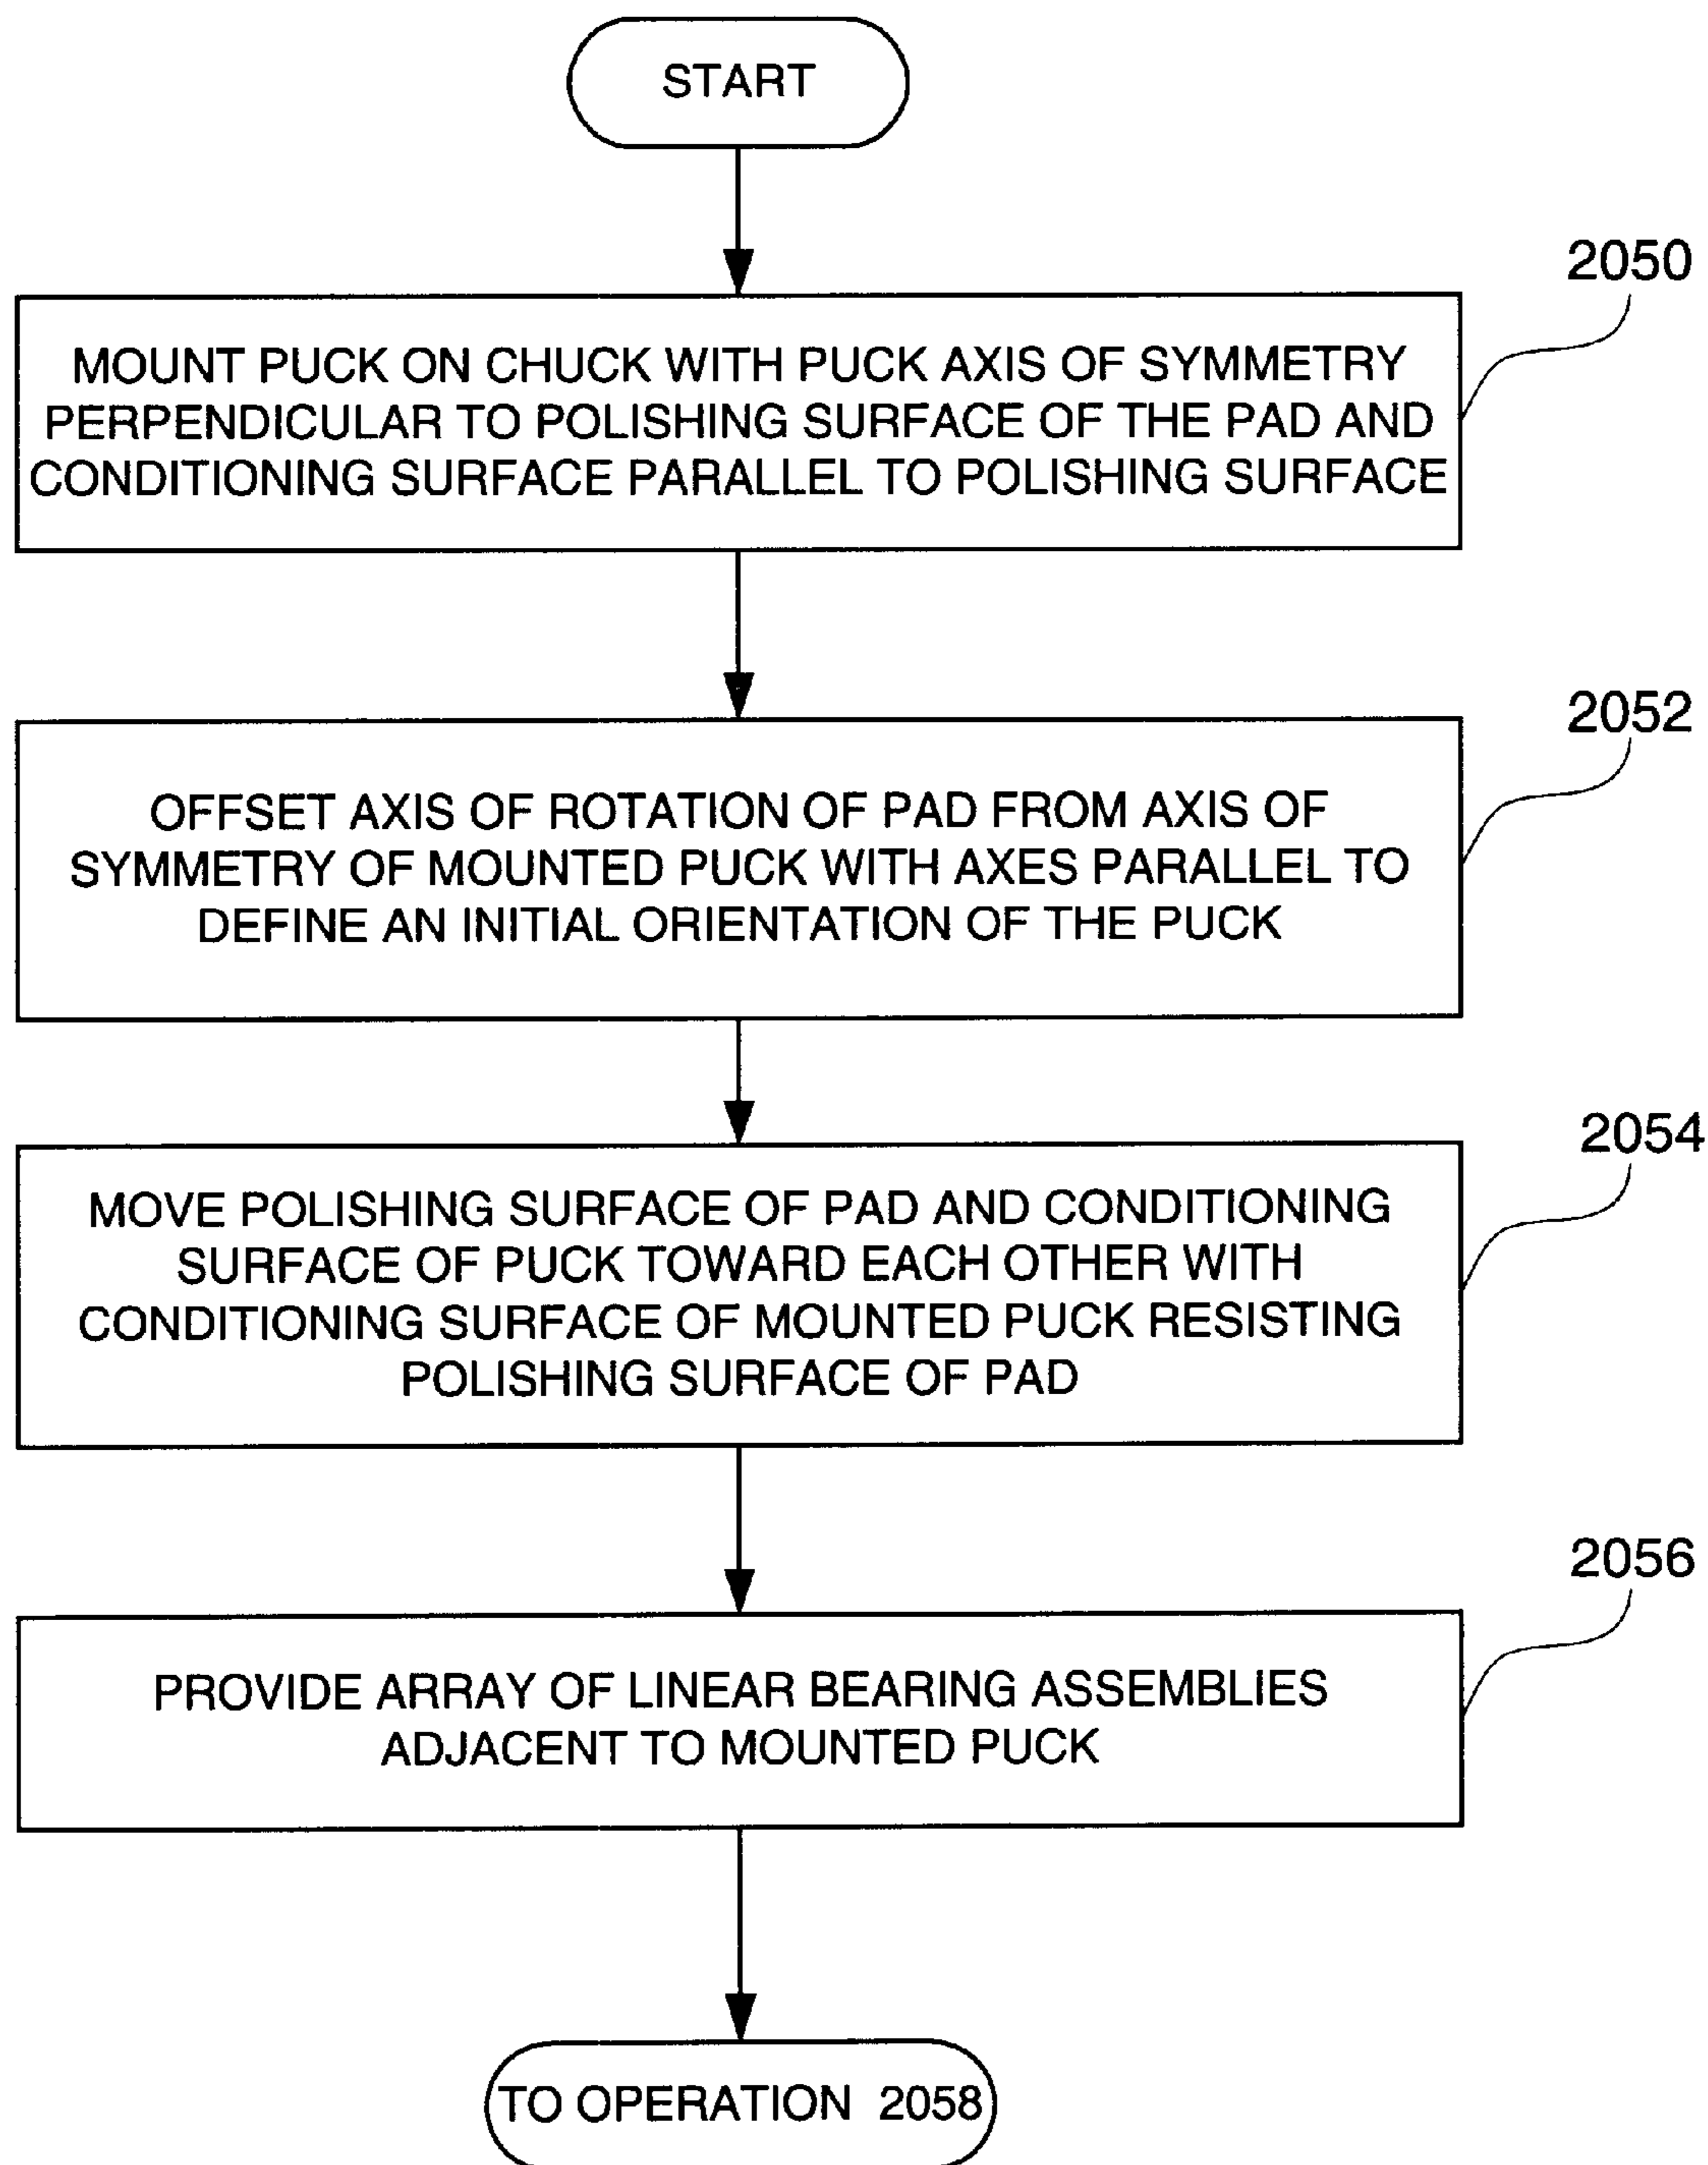 START
2050
MOUNT PUCK ON CHUCK WITH PUCK AXIS OF SYMMETRY
PERPENDICULAR TO POLISHING SURFACE OF THE PAD AND
CONDITIONING SURFACE PARALLEL TO POLISHING SURFACE
2052
OFFSET AXIS OF ROTATION OF PAD FROM AXIS OF
SYMMETRY OF MOUNTED PUCK WITH AXES PARALLEL TO
DEFINE AN INITIAL ORIENTATION OF THE PUCK
2054
MOVE POLISHING SURFACE OF PAD AND CONDITIONING
SURFACE OF PUCK TOWARD EACH OTHER WITH
CONDITIONING SURFACE OF MOUNTED PUCK RESISTING
POLISHING SURFACE OF PAD
2056
PROVIDE ARRAY OF LINEAR BEARING ASSEMBLIES
ADJACENT TO MOUNTED PUCK
TO OPERATION 2058